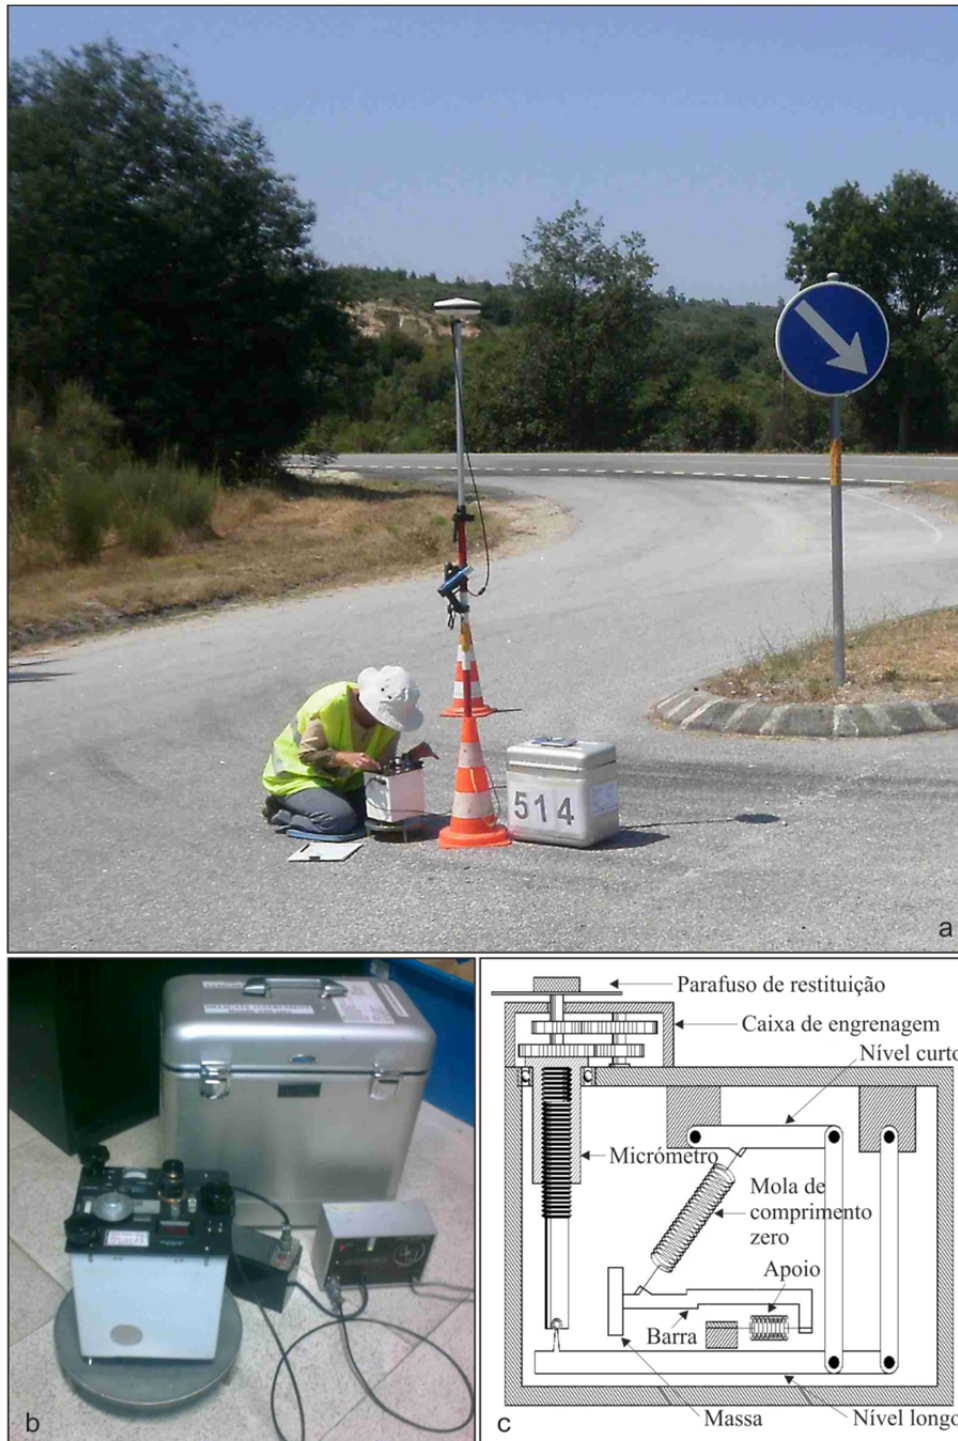 514
a
b
Parafuso de restituição
Caixa de engrenagem
Nível curto
Micrómetro
Mola de
comprimento
zero
Apoio
Barra
Massa
Nível longo
c